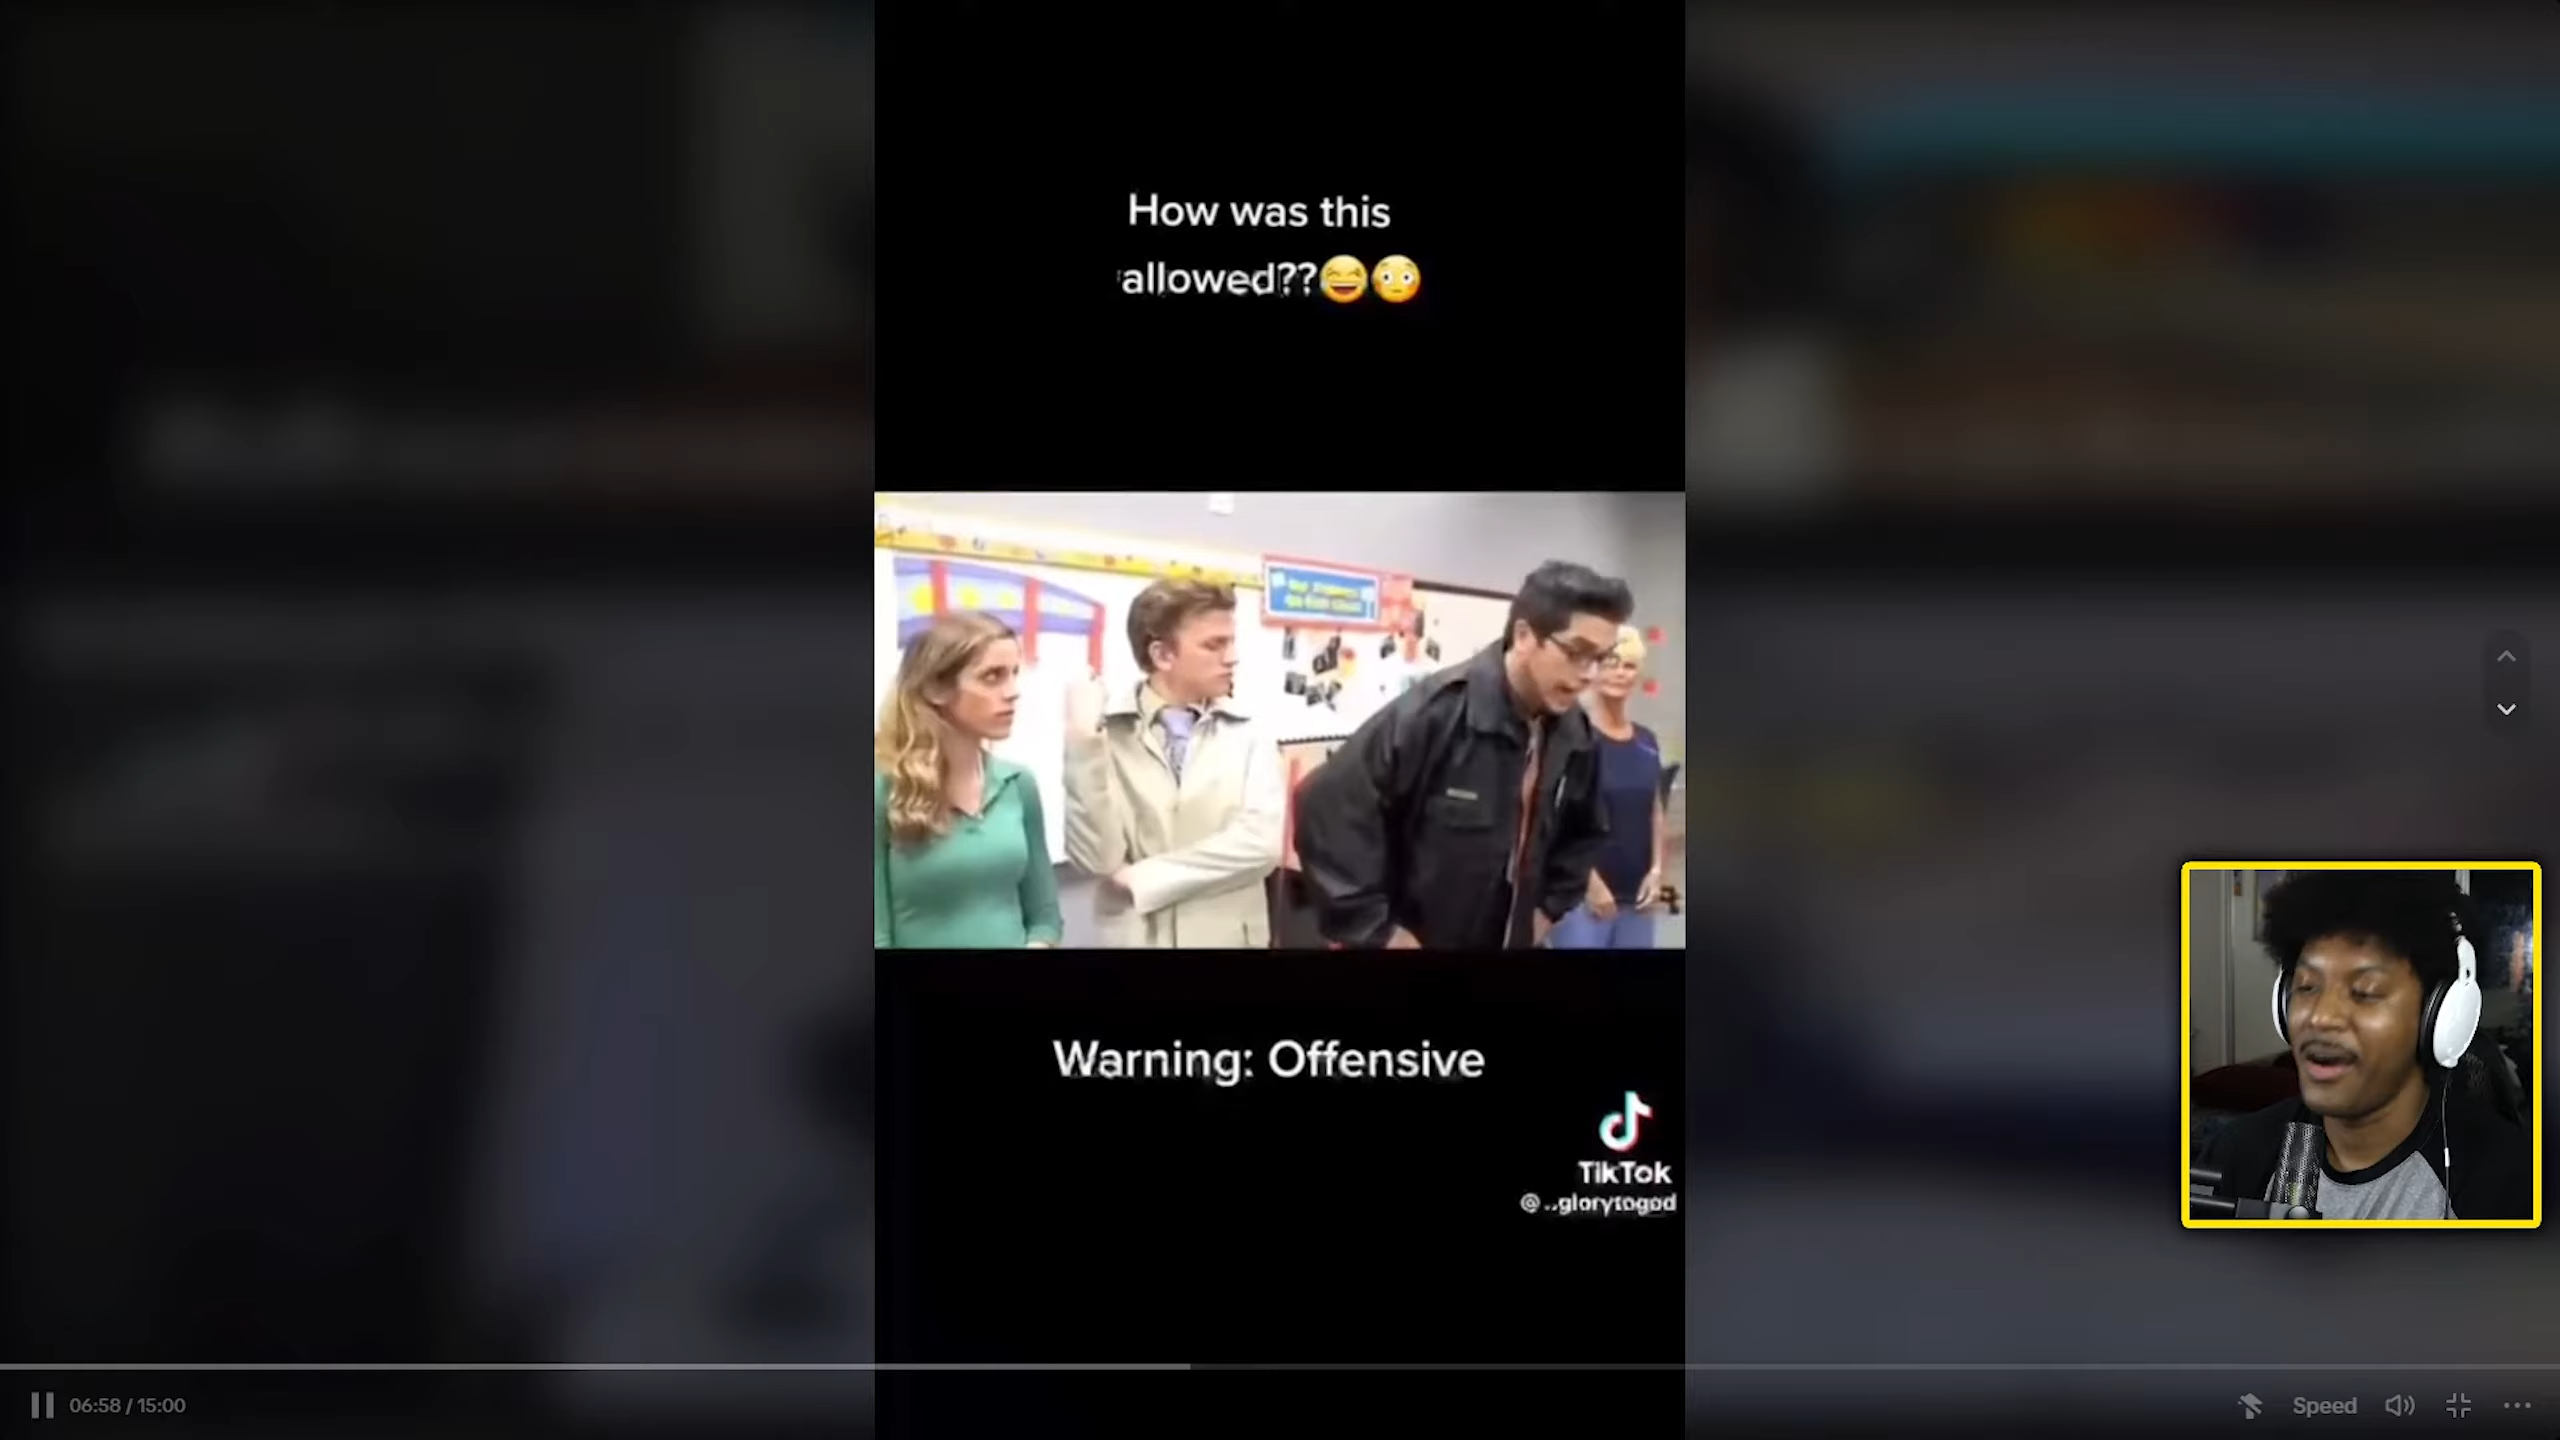 How was this
allowed??😂😳
Warning: Offensive
TikTok
@..glorytogod
06:58 / 15:00
Speed